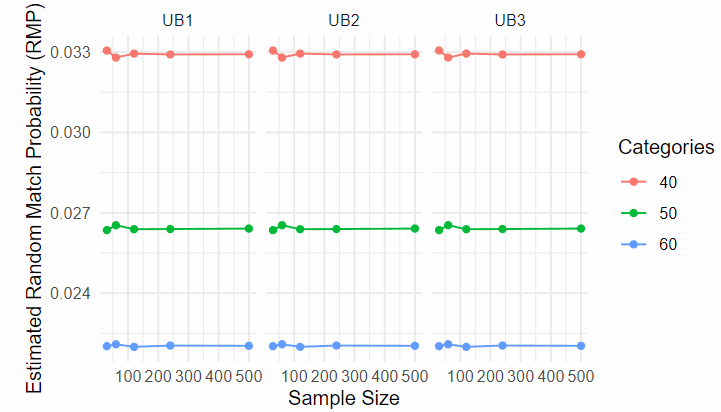 UB1
UB2
UB3
Estimated Random Match Probability (RMP)
0.033
0.030
0.027
0.024
100 200 300 400 500
100 200 300 400 500
100 200 300 400 500
Sample Size
Categories
40
50
60